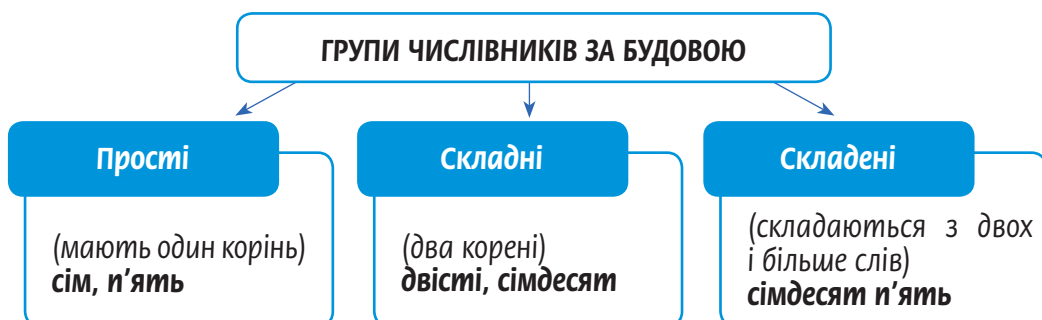 ГРУПИ ЧИСЛІВНИКІВ ЗА БУДОВОЮ
Прості
(мають один корінь)
сім, п'ять
Складні
(два корені)
двісті, сімдесят
Складені
(складаються з двох
і більше слів)
сімдесят п'ять